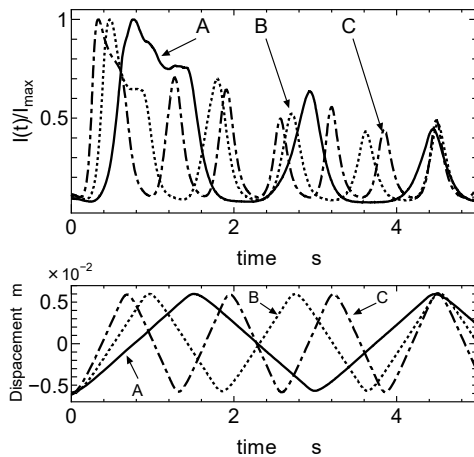 A B C
1
0.5
I(t)/Imax
0 2 4
time s
×10⁻²
0.5
0
−0.5
Dispacement m
B C
A
0 2 4
time s